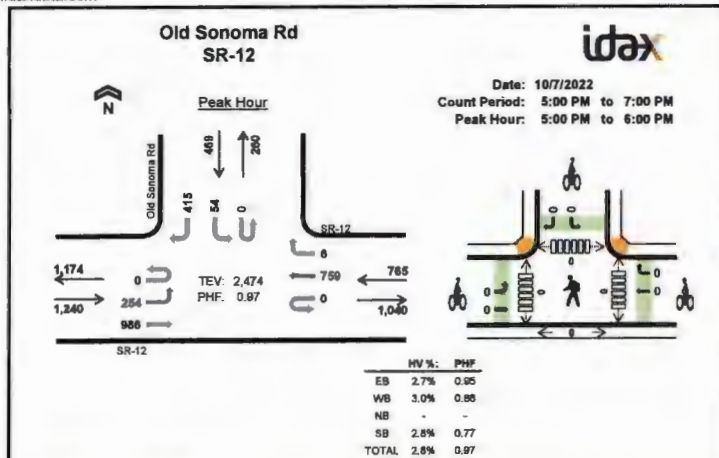 Old Sonoma Rd
SR-12
idax
N
Peak Hour
Date: 10/7/2022
Count Period: 5:00 PM to 7:00 PM
Peak Hour: 5:00 PM to 6:00 PM
Old Sonoma Rd
469
260
415
54
0
SR-12
1,174
1,240
0
254
986
TEV: 2,474
PHF: 0.97
6
759
0
765
1,040
SR-12
0
0
0
0
0
0
0
0
0
0
HV %: PHF
EB 2.7% 0.95
WB 3.0% 0.88
NB - -
SB 2.8% 0.77
TOTAL 2.8% 0.97